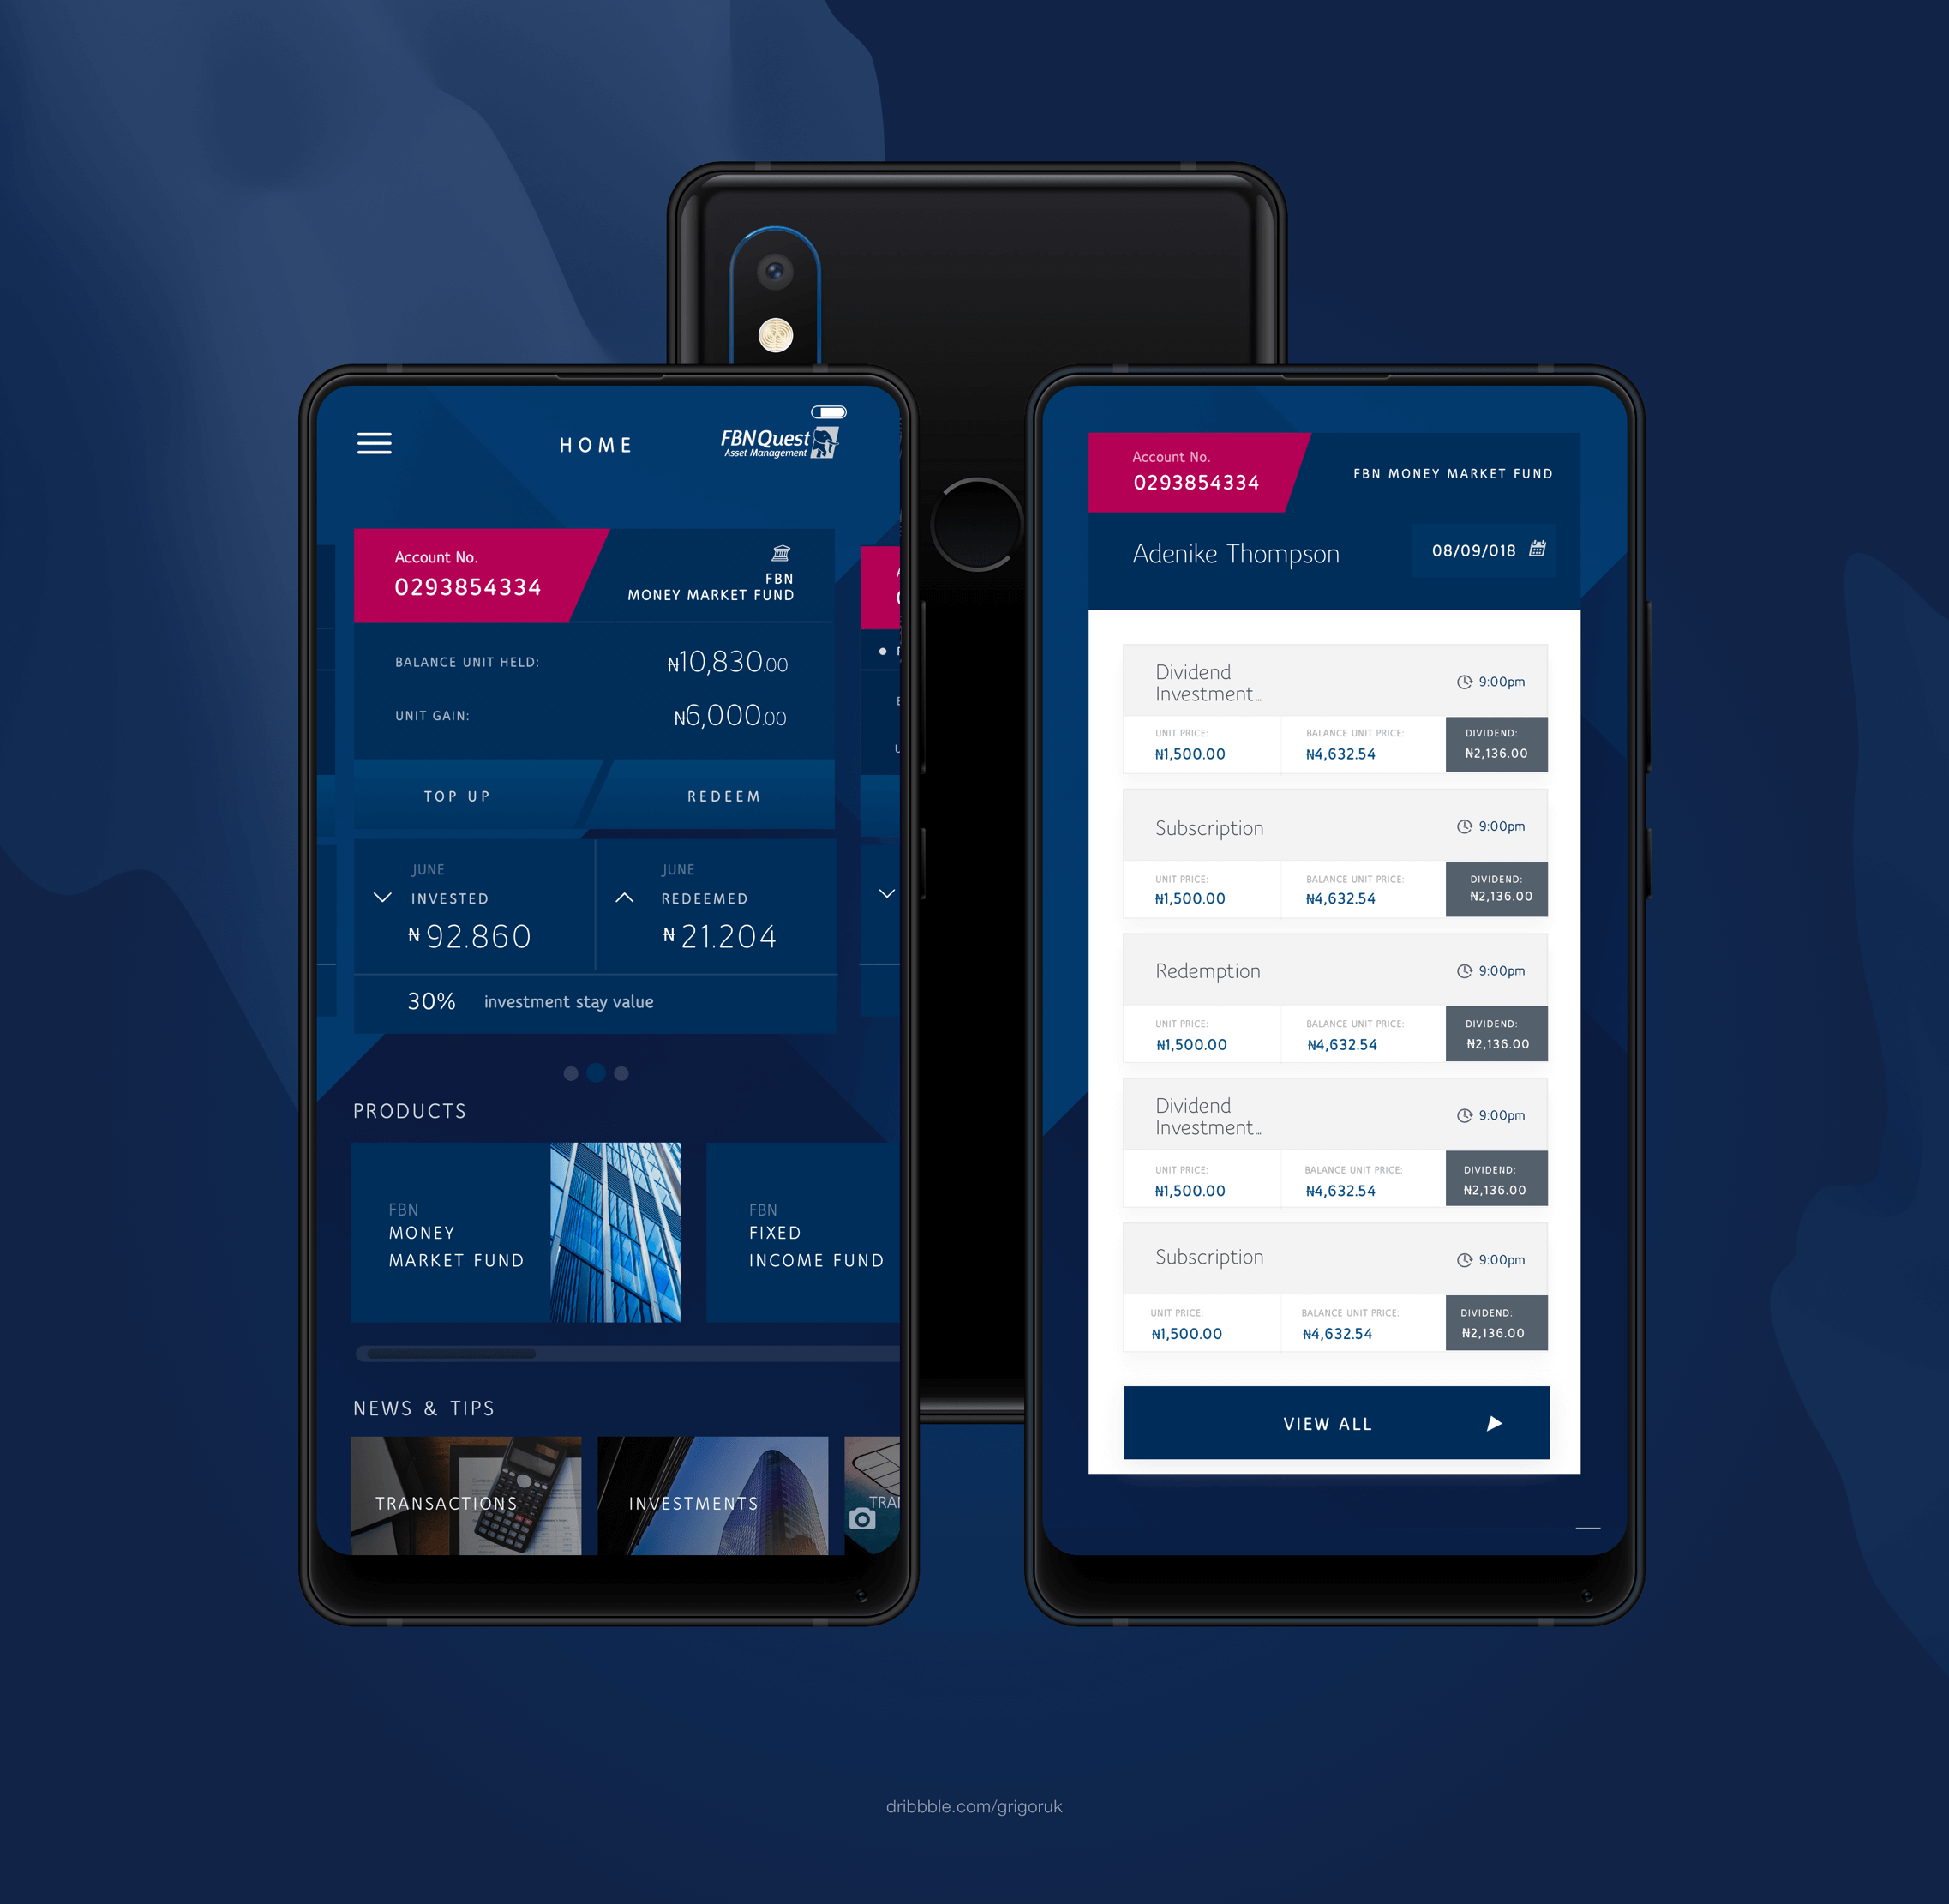 HOME
FBNQuest
Asset Management
Account No.
0293854334
FBN
MONEY MARKET FUND
BALANCE UNIT HELD:
₦10,830.00
UNIT GAIN:
₦6,000.00
TOP UP
REDEEM
JUNE
INVESTED
₦ 92.860
JUNE
REDEEMED
₦ 21.204
30% investment stay value
PRODUCTS
FBN
MONEY
MARKET FUND
FBN
FIXED
INCOME FUND
NEWS & TIPS
TRANSACTIONS
INVESTMENTS
Account No.
0293854334
FBN MONEY MARKET FUND
Adenike Thompson
08/09/018
Dividend
Investment...
9:00pm
UNIT PRICE:
₦1,500.00
BALANCE UNIT PRICE:
₦4,632.54
DIVIDEND:
₦2,136.00
Subscription
9:00pm
UNIT PRICE:
₦1,500.00
BALANCE UNIT PRICE:
₦4,632.54
DIVIDEND:
₦2,136.00
Redemption
9:00pm
UNIT PRICE:
₦1,500.00
BALANCE UNIT PRICE:
₦4,632.54
DIVIDEND:
₦2,136.00
Dividend
Investment...
9:00pm
UNIT PRICE:
₦1,500.00
BALANCE UNIT PRICE:
₦4,632.54
DIVIDEND:
₦2,136.00
Subscription
9:00pm
UNIT PRICE:
₦1,500.00
BALANCE UNIT PRICE:
₦4,632.54
DIVIDEND:
₦2,136.00
VIEW ALL
dribbble.com/grigoruk